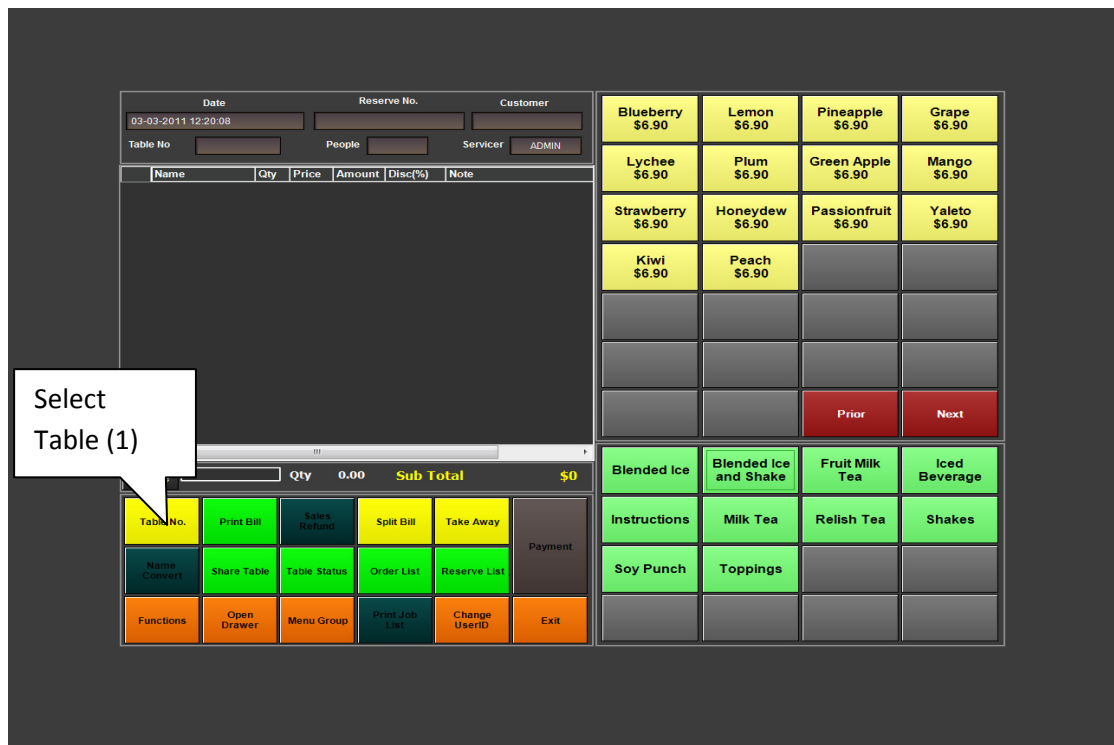 Date
Reserve No.
Customer
03-03-2011 12:20:08
Table No
People
Servicer
ADMIN
Name Qty Price Amount Disc(%) Note
Select
Table (1)
Qty 0.00 Sub Total $0
Table No.
Print Bill
Sales
Refund
Split Bill
Take Away
Payment
Name
Convert
Share Table
Table Status
Order List
Reserve List
Functions
Open
Drawer
Menu Group
Print Job
List
Change
UserID
Exit
Blueberry
$6.90
Lemon
$6.90
Pineapple
$6.90
Grape
$6.90
Lychee
$6.90
Plum
$6.90
Green Apple
$6.90
Mango
$6.90
Strawberry
$6.90
Honeydew
$6.90
Passionfruit
$6.90
Yaleto
$6.90
Kiwi
$6.90
Peach
$6.90
Prior
Next
Blended Ice
Blended Ice
and Shake
Fruit Milk
Tea
Iced
Beverage
Instructions
Milk Tea
Relish Tea
Shakes
Soy Punch
Toppings